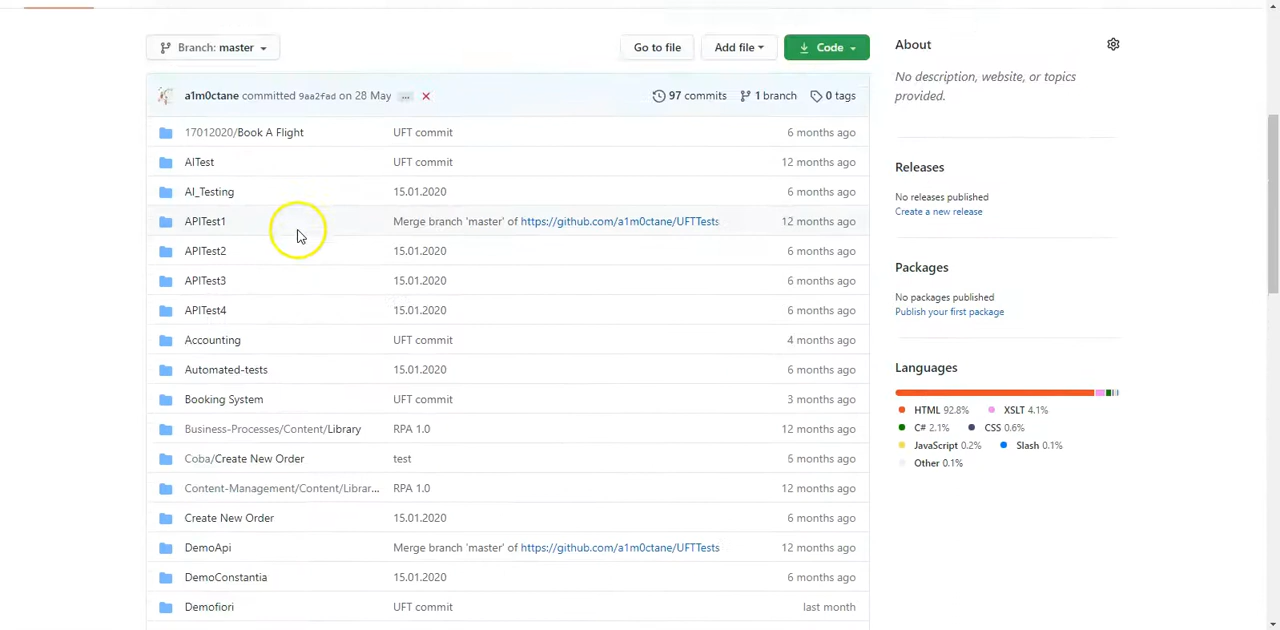 Branch: master
Go to file
Add file
Code
a1m0ctane committed 9aa2fad on 28 May ...
97 commits
1 branch
0 tags
17012020/Book A Flight UFT commit 6 months ago
AITest UFT commit 12 months ago
AI_Testing 15.01.2020 6 months ago
APITest1 Merge branch 'master' of https://github.com/a1m0ctane/UFTTests 12 months ago
APITest2 15.01.2020 6 months ago
APITest3 15.01.2020 6 months ago
APITest4 15.01.2020 6 months ago
Accounting UFT commit 4 months ago
Automated-tests 15.01.2020 6 months ago
Booking System UFT commit 3 months ago
Business-Processes/Content/Library RPA 1.0 12 months ago
Coba/Create New Order test 5 months ago
Content-Management/Content/Librar... RPA 1.0 12 months ago
Create New Order 15.01.2020 6 months ago
DemoApi Merge branch 'master' of https://github.com/a1m0ctane/UFTTests 12 months ago
DemoConstantia 15.01.2020 6 months ago
Demofiori UFT commit last month
About
No description, website, or topics
provided.
Releases
No releases published
Create a new release
Packages
No packages published
Publish your first package
Languages
HTML 92.8% XSLT 4.1%
C# 2.1% CSS 0.6%
JavaScript 0.2% Slash 0.1%
Other 0.1%